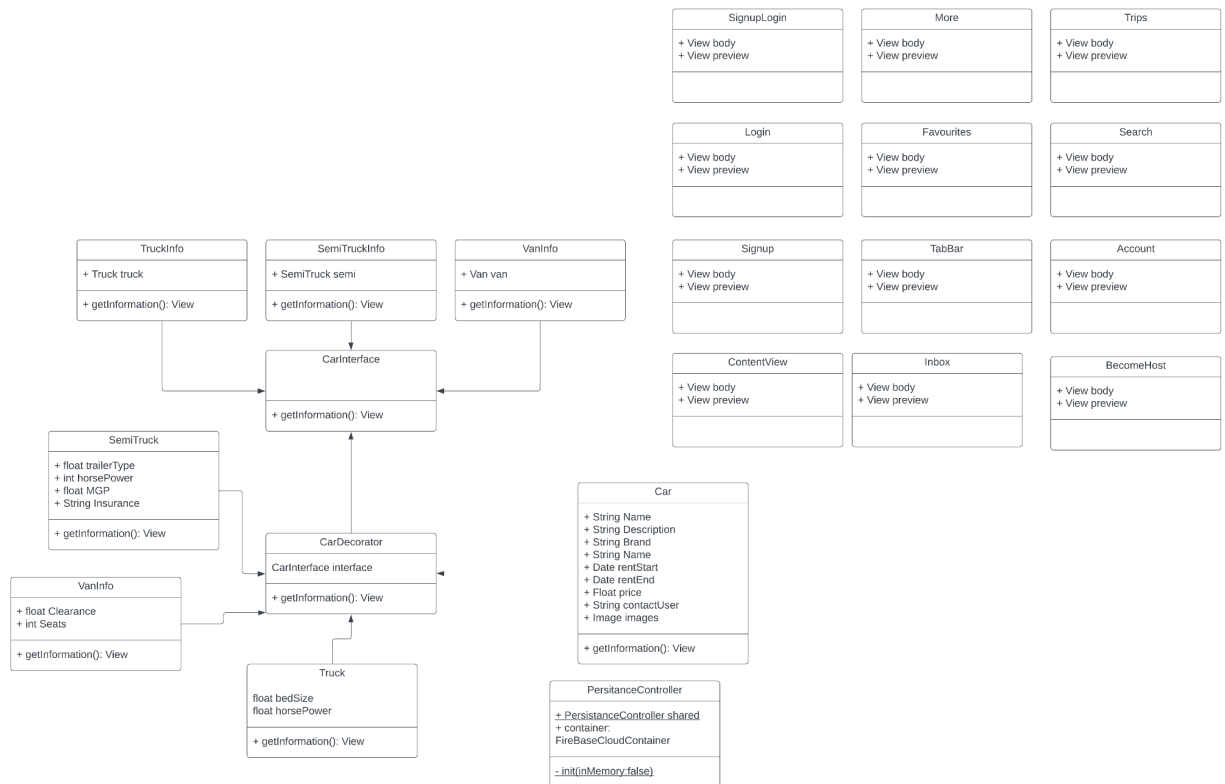 SignupLogin
+ View body
+ View preview
More
+ View body
+ View preview
Trips
+ View body
+ View preview
Login
+ View body
+ View preview
Favourites
+ View body
+ View preview
Search
+ View body
+ View preview
TruckInfo
+ Truck truck
+ getInformation(): View
SemiTruckInfo
+ SemiTruck semi
+ getInformation(): View
VanInfo
+ Van van
+ getInformation(): View
Signup
+ View body
+ View preview
TabBar
+ View body
+ View preview
Account
+ View body
+ View preview
CarInterface
+ getInformation(): View
ContentView
+ View body
+ View preview
Inbox
+ View body
+ View preview
BecomeHost
+ View body
+ View preview
SemiTruck
+ float trailerType
+ int horsePower
+ float MGP
+ String Insurance
+ getInformation(): View
CarDecorator
CarInterface interface
+ getInformation(): View
Car
+ String Name
+ String Description
+ String Brand
+ String Name
+ Date rentStart
+ Date rentEnd
+ Float price
+ String contactUser
+ Image images
+ getInformation(): View
VanInfo
+ float Clearance
+ int Seats
+ getInformation(): View
Truck
float bedSize
float horsePower
+ getInformation(): View
PersitanceController
+ PersistanceController shared
+ container:
FireBaseCloudContainer
- init(inMemory:false)